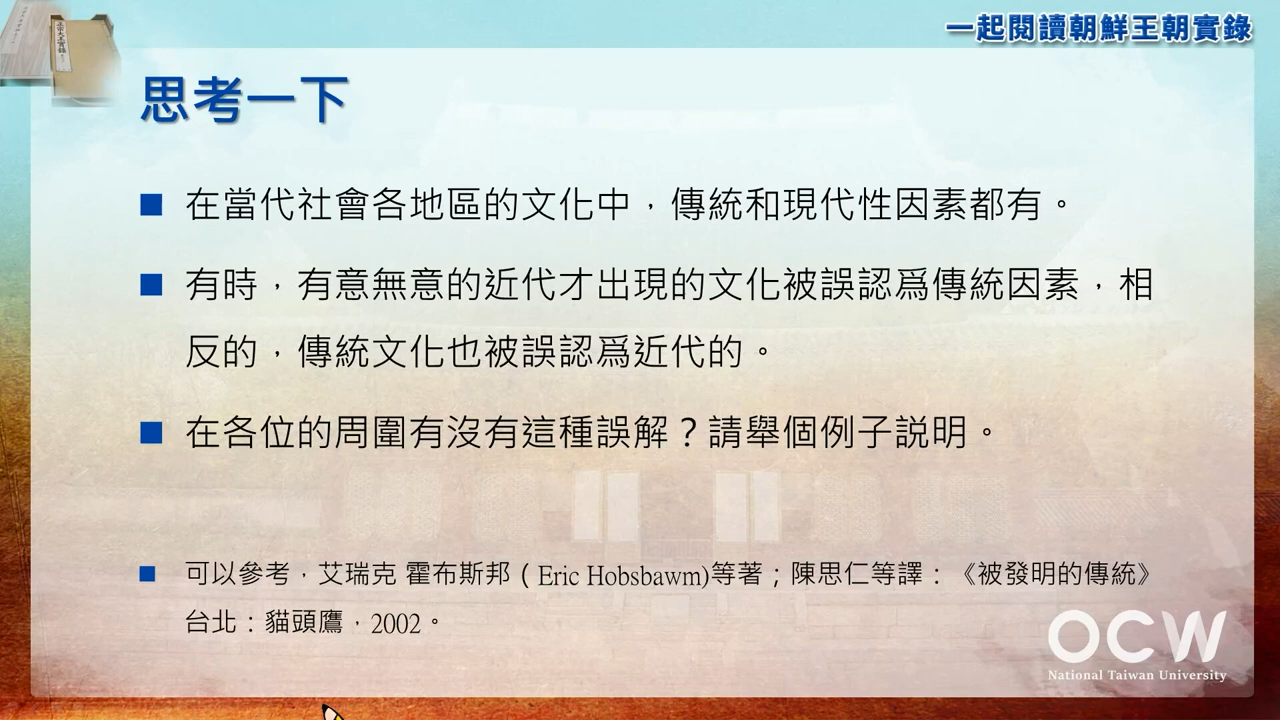 一起閱讀朝鮮王朝實錄
思考一下
在當代社會各地區的文化中，傳統和現代性因素都有。
有時，有意無意的近代才出現的文化被誤認爲傳統因素，相
反的，傳統文化也被誤認爲近代的。
在各位的周圍有沒有這種誤解？請舉個例子説明。
可以參考，艾瑞克 霍布斯邦（Eric Hobsbawm)等著；陳思仁等譯：《被發明的傳統》
台北：貓頭鷹，2002。
OCW
National Taiwan University